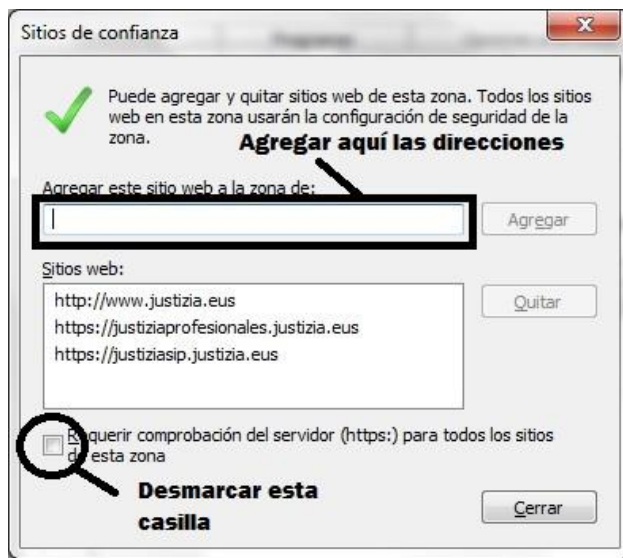 Sitios de confianza
Puede agregar y quitar sitios web de esta zona. Todos los sitios
web en esta zona usarán la configuración de seguridad de la
zona.
Agregar aquí las direcciones
Agregar este sitio web a la zona de:
Agregar
Sitios web:
http://www.justizia.eus
https://justiziaprofesionales.justizia.eus
https://justiziasip.justizia.eus
Quitar
Requerir comprobación del servidor (https:) para todos los sitios
de esta zona
Desmarcar esta
casilla
Cerrar